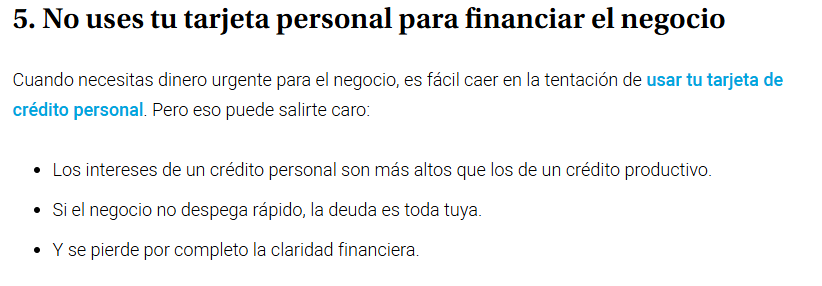 5. No uses tu tarjeta personal para financiar el negocio
Cuando necesitas dinero urgente para el negocio, es fácil caer en la tentación de usar tu tarjeta de
crédito personal. Pero eso puede salirte caro:
• Los intereses de un crédito personal son más altos que los de un crédito productivo.
• Si el negocio no despega rápido, la deuda es toda tuya.
• Y se pierde por completo la claridad financiera.